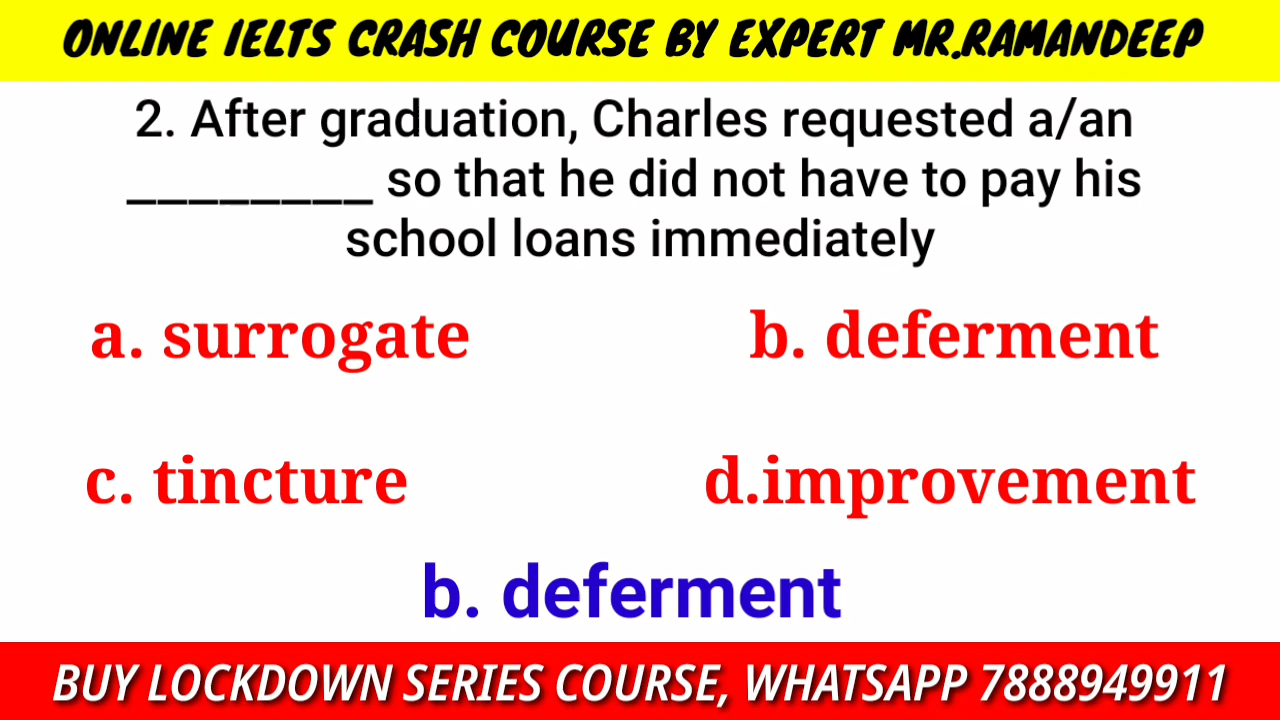 ONLINE IELTS CRASH COURSE BY EXPERT MR.RAMANDEEP
2. After graduation, Charles requested a/an
________ so that he did not have to pay his
school loans immediately
a. surrogate
b. deferment
c. tincture
d.improvement
b. deferment
BUY LOCKDOWN SERIES COURSE, WHATSAPP 7888949911